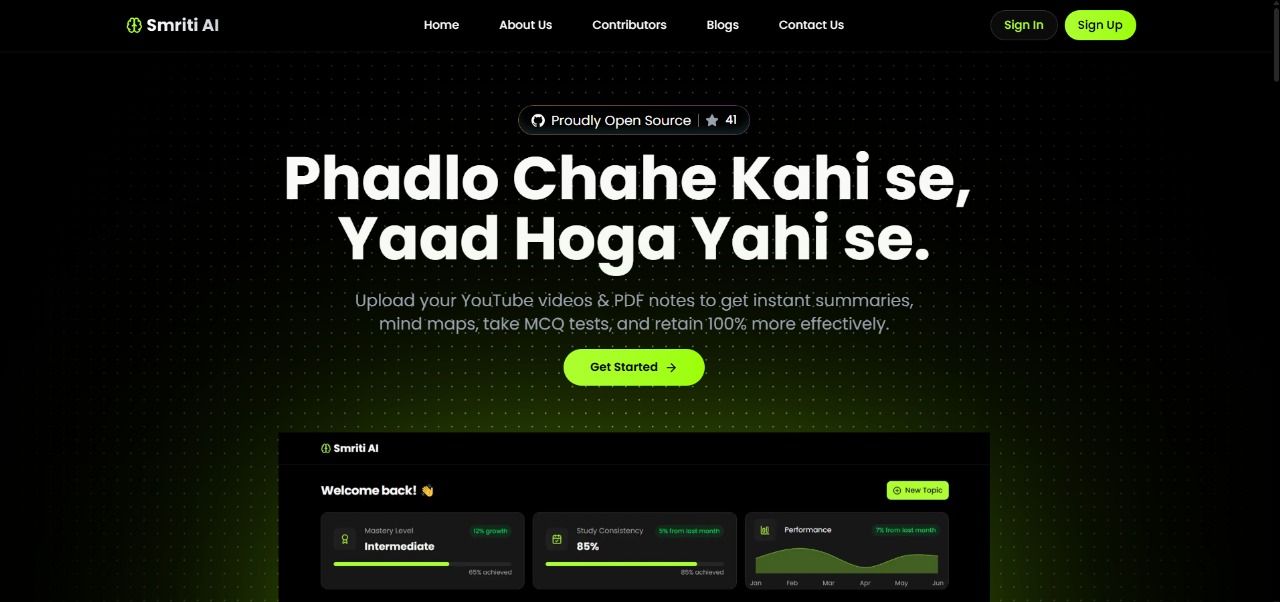 Smriti AI
Home About Us Contributors Blogs Contact Us
Sign In Sign Up
Proudly Open Source | 41
Phadlo Chahe Kahi se,
Yaad Hoga Yahi se.
Upload your YouTube videos & PDF notes to get instant summaries,
mind maps, take MCQ tests, and retain 100% more effectively.
Get Started →
Smriti AI
Welcome back! 👋
New Topic
Mastery Level 12% growth
Intermediate
65% achieved
Study Consistency 5% from last month
85%
85% achieved
Performance 7% from last month
Jan Feb Mar Apr May Jun